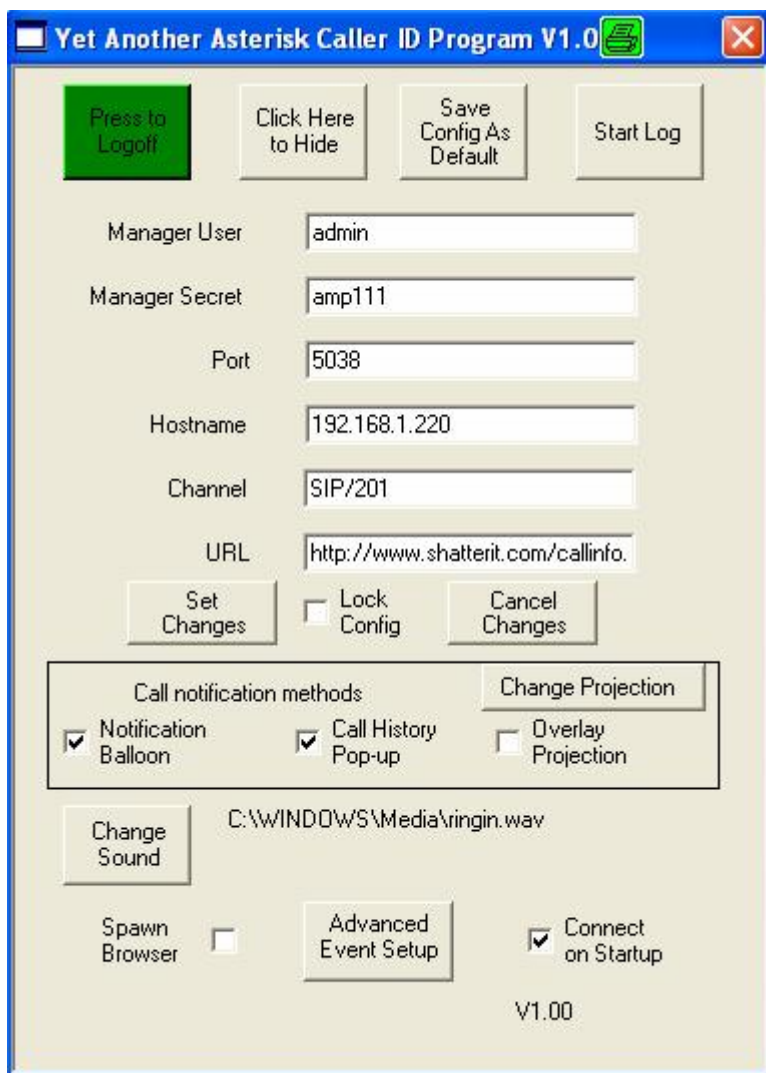 Yet Another Asterisk Caller ID Program V1.0
Press to
Logoff
Click Here
to Hide
Save
Config As
Default
Start Log
Manager User
admin
Manager Secret
amp111
Port
5038
Hostname
192.168.1.220
Channel
SIP/201
URL
http://www.shatterit.com/callinfo.
Set
Changes
Lock
Config
Cancel
Changes
Call notification methods
Change Projection
Notification
Balloon
Call History
Pop-up
Overlay
Projection
Change
Sound
C:\WINDOWS\Media\ringin.wav
Spawn
Browser
Advanced
Event Setup
Connect
on Startup
V1.00